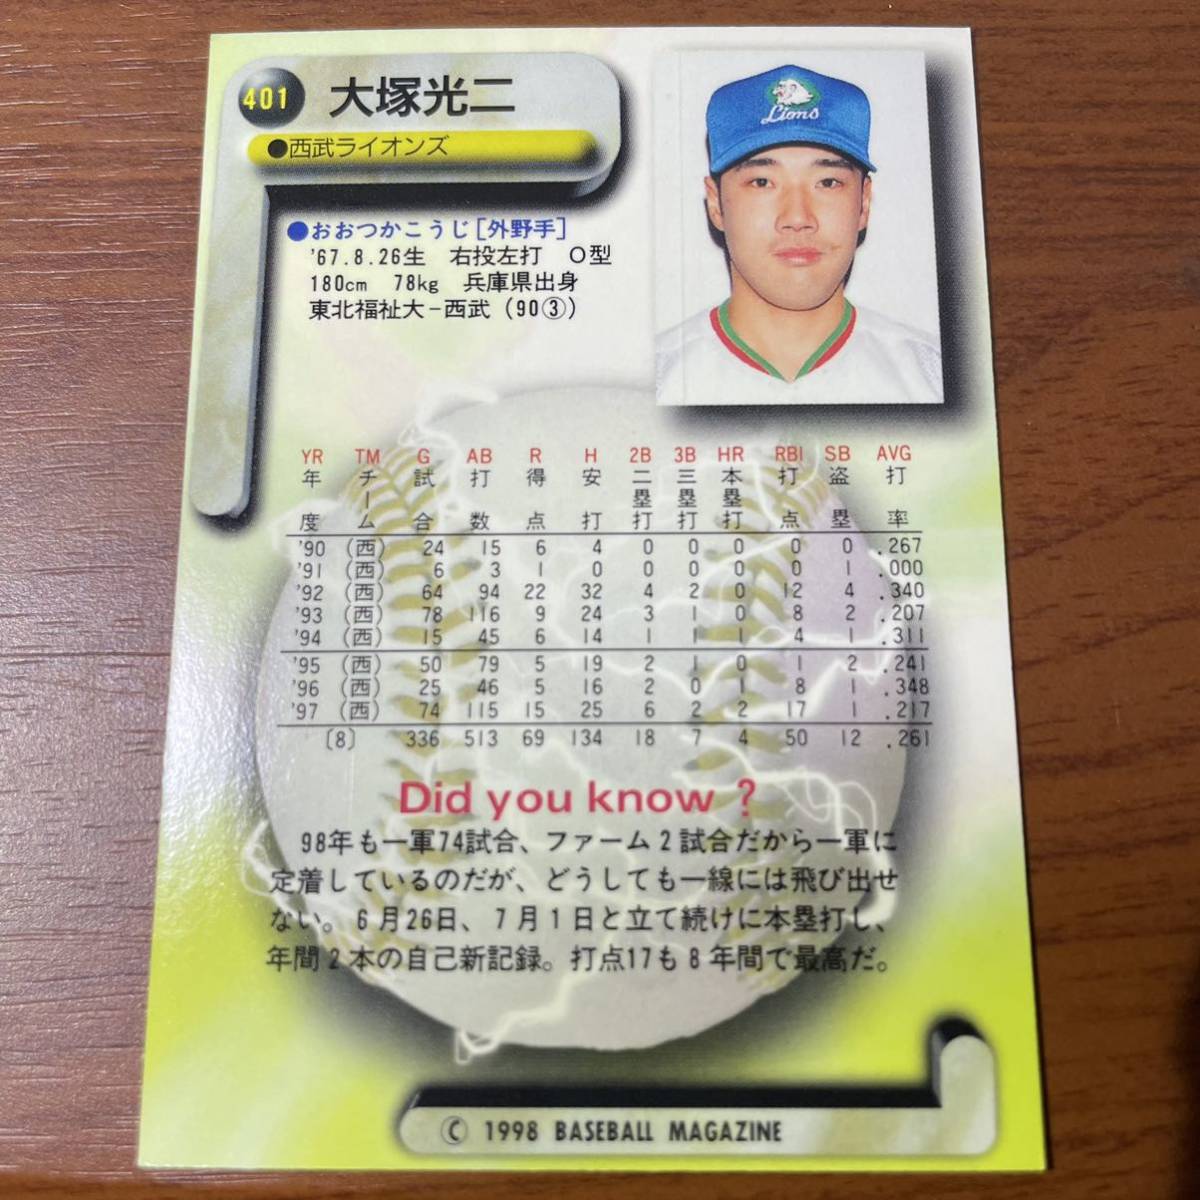 401 大塚光二
●西武ライオンズ
Lions
●おおつかこうじ[外野手]
'67.8.26生 右投左打 O型
180cm 78kg 兵庫県出身
東北福祉大−西武(90③)
YR TM G AB R H 2B 3B HR RBI SB AVG
年度 チーム 試合 打数 得点 安打 二塁打 三塁打 本塁打 打点 盗塁 打率
'90 (西) 24 15 6 4 0 0 0 0 0 .267
'91 (西) 6 3 1 0 0 0 0 0 1 .000
'92 (西) 64 94 22 32 4 2 0 12 4 .340
'93 (西) 78 116 9 24 3 1 0 8 2 .207
'94 (西) 15 45 6 14 1 1 1 4 1 .311
'95 (西) 50 79 5 19 2 1 0 1 2 .241
'96 (西) 25 46 5 16 2 0 1 8 1 .348
'97 (西) 74 115 15 25 6 2 2 17 1 .217
〔8〕 336 513 69 134 18 7 4 50 12 .261
Did you know ?
98年も一軍74試合、ファーム2試合だから一軍に
定着しているのだが、どうしても一線には飛び出せ
ない。6月26日、7月1日と立て続けに本塁打し、
年間2本の自己新記録。打点17も8年間で最高だ。
© 1998 BASEBALL MAGAZINE